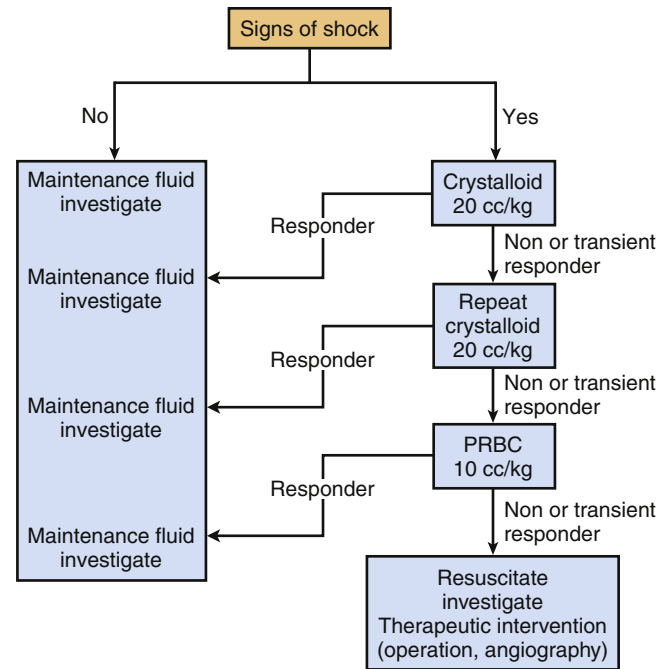 Signs of shock
No
Yes
Maintenance fluid
investigate
Crystalloid
20 cc/kg
Responder
Non or transient
responder
Maintenance fluid
investigate
Repeat
crystalloid
20 cc/kg
Responder
Non or transient
responder
Maintenance fluid
investigate
PRBC
10 cc/kg
Responder
Non or transient
responder
Maintenance fluid
investigate
Resuscitate
investigate
Therapeutic intervention
(operation, angiography)